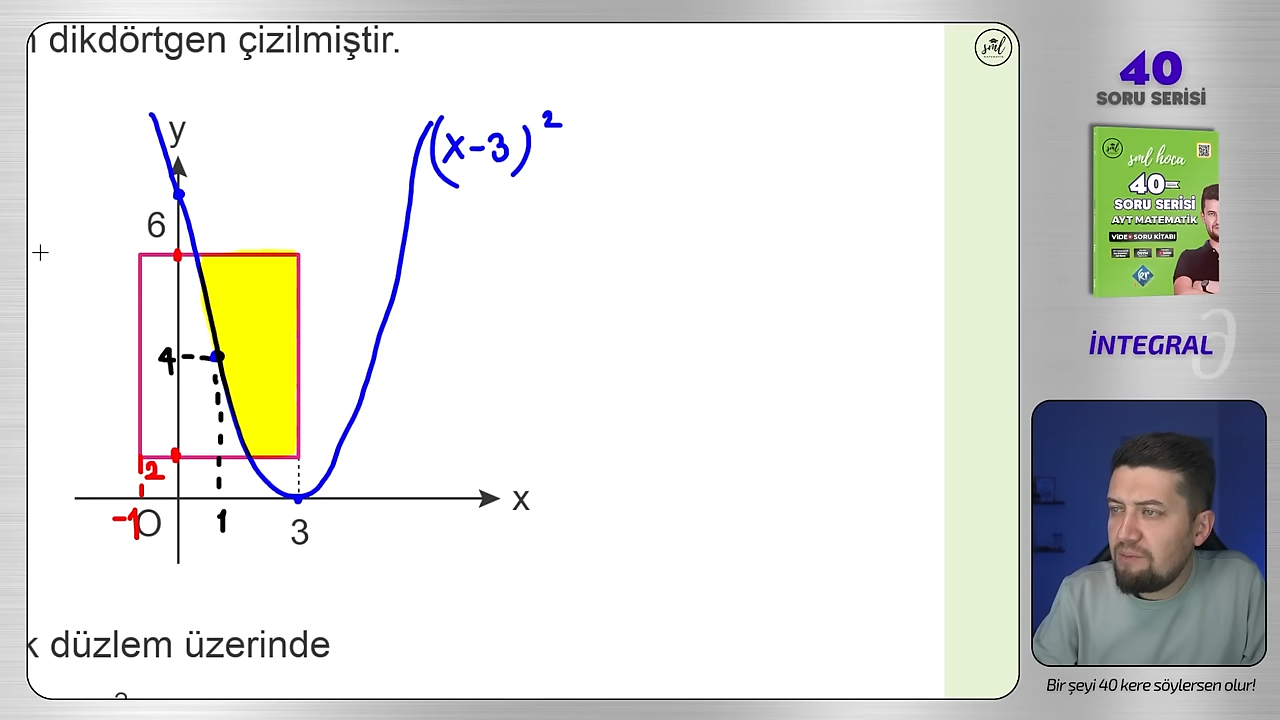 dikdörtgen çizilmiştir.
y
(x-3)²
6
4
2
-1
O
1
3
x
düzlem üzerinde
sml
40
SORU SERİSİ
sml hoca
40
SORU SERİSİ
AYT MATEMATİK
VİDEO SORU KİTABI
İNTEGRAL
Bir şeyi 40 kere söylersen olur!